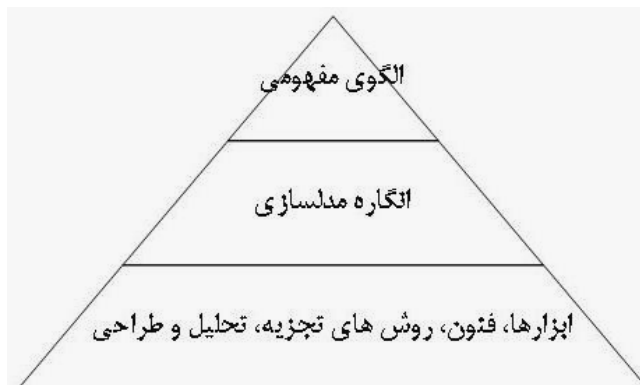 الگوی مفهومی
انگاره مدلسازی
ابزارها، فنون، روش های تجزیه، تحلیل و طراحی